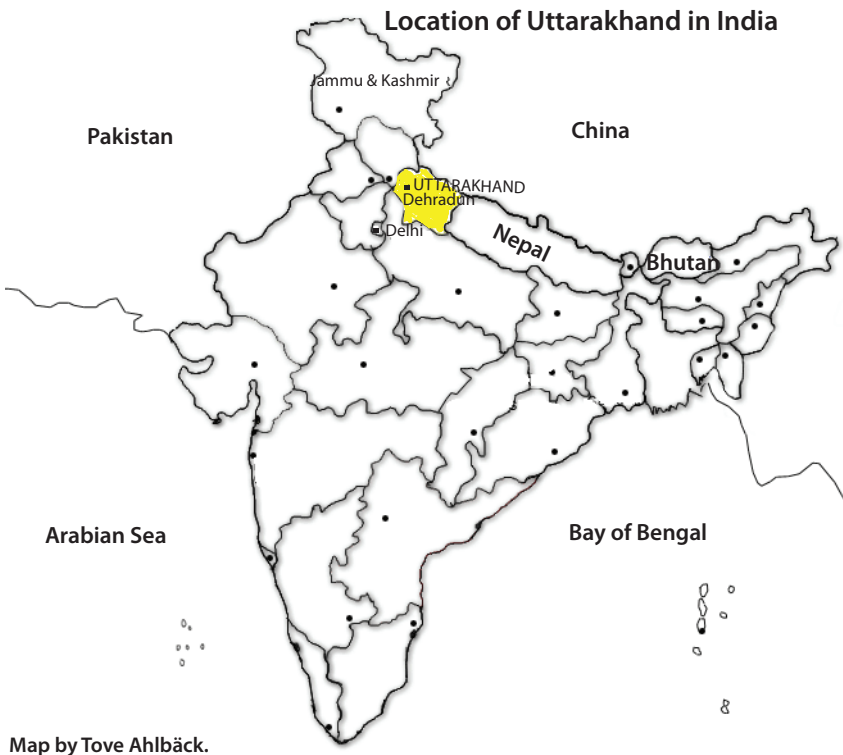 Location of Uttarakhand in India
Jammu & Kashmir
Pakistan
China
UTTARAKHAND
Dehradun
Delhi
Nepal
Bhutan
Arabian Sea
Bay of Bengal
Map by Tove Ahlbäck.